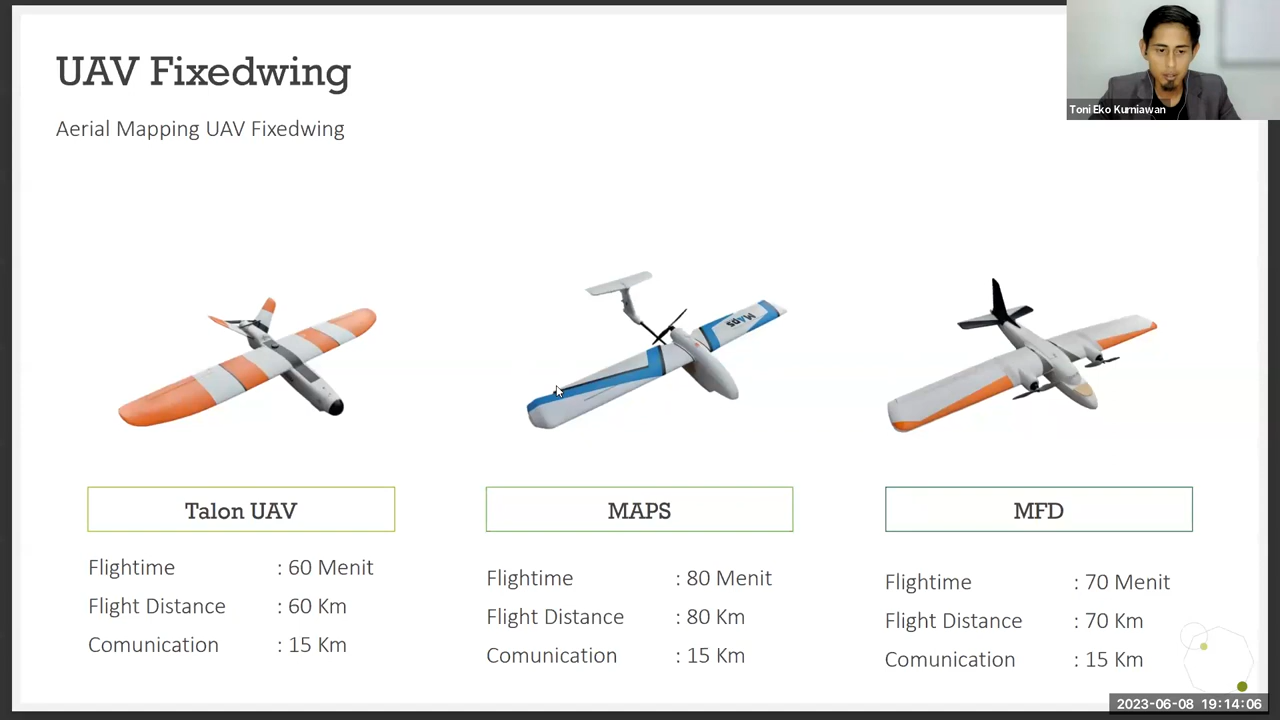 UAV Fixedwing
Aerial Mapping UAV Fixedwing
Toni Eko Kurniawan
MAPS
Talon UAV
Flightime : 60 Menit
Flight Distance : 60 Km
Comunication : 15 Km
MAPS
Flightime : 80 Menit
Flight Distance : 80 Km
Comunication : 15 Km
MFD
Flightime : 70 Menit
Flight Distance : 70 Km
Comunication : 15 Km
2023-06-08 19:14:06